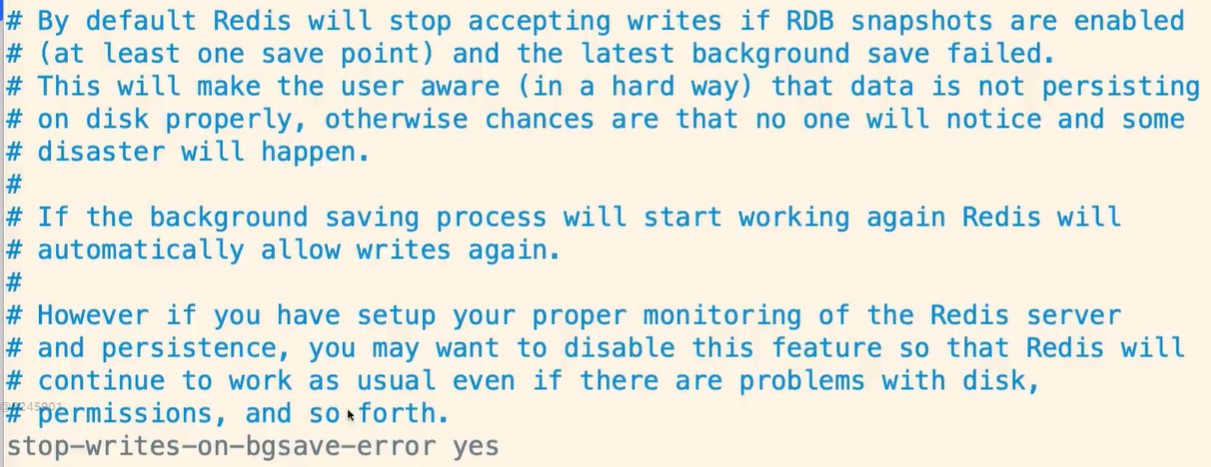 # By default Redis will stop accepting writes if RDB snapshots are enabled
# (at least one save point) and the latest background save failed.
# This will make the user aware (in a hard way) that data is not persisting
# on disk properly, otherwise chances are that no one will notice and some
# disaster will happen.
#
# If the background saving process will start working again Redis will
# automatically allow writes again.
#
# However if you have setup your proper monitoring of the Redis server
# and persistence, you may want to disable this feature so that Redis will
# continue to work as usual even if there are problems with disk,
# permissions, and so forth.
stop-writes-on-bgsave-error yes